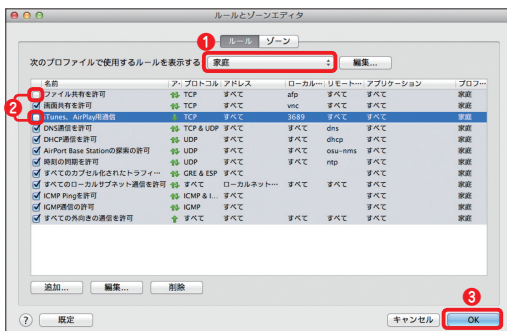 ルールとゾーンエディタ
❶ ルール ゾーン
次のプロファイルで使用するルールを表示する 家庭 編集...
名前 ア･ プロトコル アドレス ローカル… リモート… アプリケーション プロフ…
❷ ファイル共有を許可 TCP すべて afp すべて 家庭
画面共有を許可 TCP すべて vnc すべて 家庭
iTunes、AirPlay用通信 TCP すべて 3689 すべて 家庭
DNS通信を許可 TCP & UDP すべて すべて dns すべて 家庭
DHCP通信を許可 UDP すべて すべて dhcp すべて 家庭
AirPort Base Stationの探索の許可 UDP すべて すべて osu-nms すべて 家庭
時刻の同期を許可 UDP すべて すべて ntp すべて 家庭
すべてのカプセル化されたトラフィ… GRE & ESP すべて すべて 家庭
すべてのローカルサブネット通信を許可 すべて ローカルネット… すべて すべて すべて 家庭
ICMP Pingを許可 ICMP & I... すべて すべて 家庭
IGMP通信の許可 IGMP すべて すべて 家庭
すべての外向きの通信を許可 すべて すべて すべて すべて すべて 家庭
追加... 編集... 削除
❸
? 既定 キャンセル OK